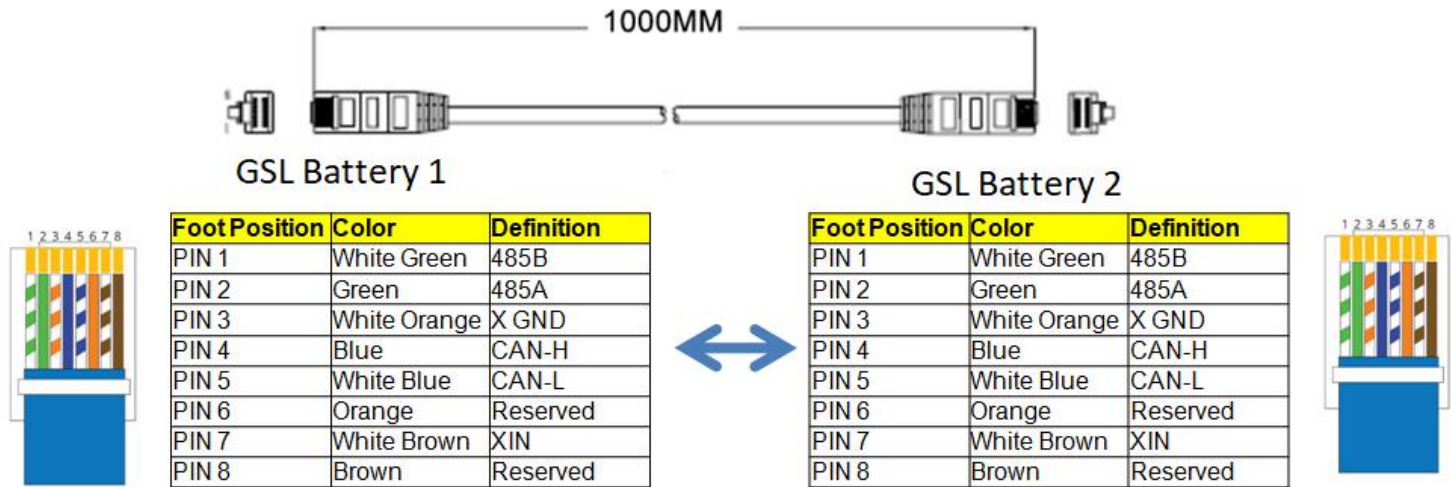 1000MM
GSL Battery 1
GSL Battery 2
1 2 3 4 5 6 7 8
Foot Position Color Definition
PIN 1 White Green 485B
PIN 2 Green 485A
PIN 3 White Orange X GND
PIN 4 Blue CAN-H
PIN 5 White Blue CAN-L
PIN 6 Orange Reserved
PIN 7 White Brown XIN
PIN 8 Brown Reserved
Foot Position Color Definition
PIN 1 White Green 485B
PIN 2 Green 485A
PIN 3 White Orange X GND
PIN 4 Blue CAN-H
PIN 5 White Blue CAN-L
PIN 6 Orange Reserved
PIN 7 White Brown XIN
PIN 8 Brown Reserved
1 2 3 4 5 6 7 8